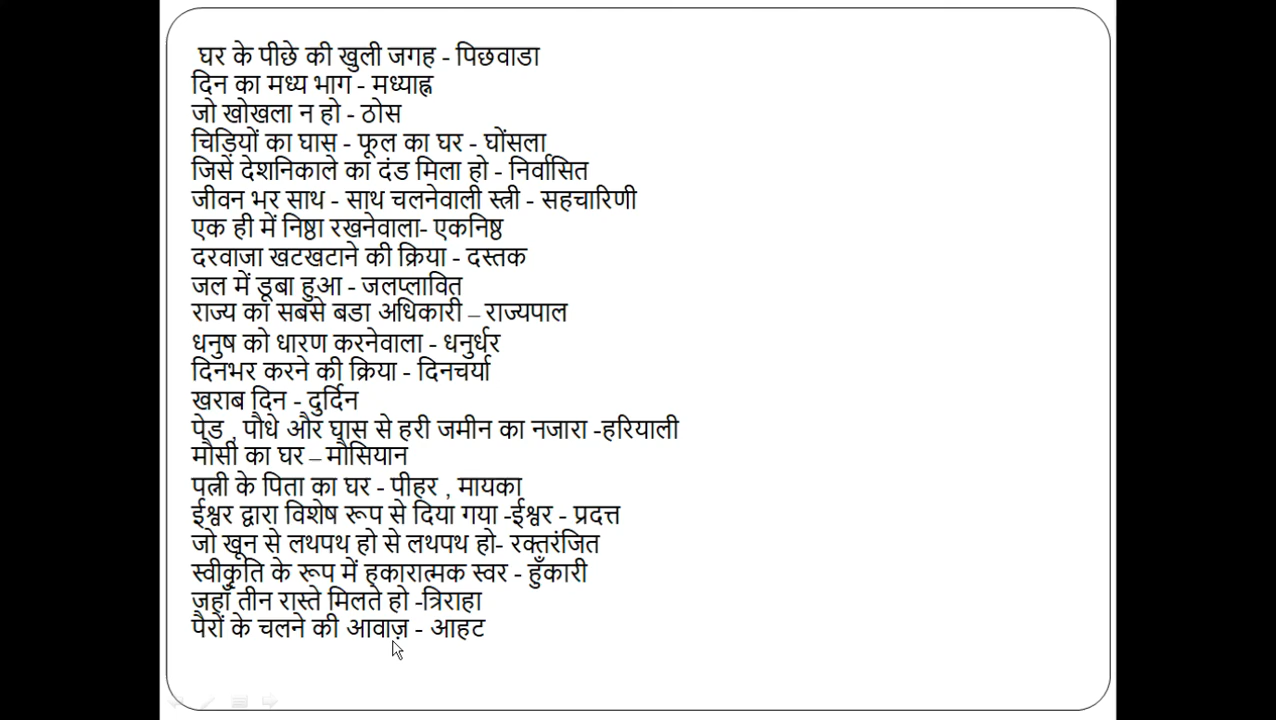 घर के पीछे की खुली जगह - पिछवाडा
दिन का मध्य भाग - मध्याह्न
जो खोखला न हो - ठोस
चिड़ियों का घास - फूल का घर - घोंसला
जिसे देशनिकाले का दंड मिला हो - निर्वासित
जीवन भर साथ - साथ चलनेवाली स्त्री - सहचारिणी
एक ही में निष्ठा रखनेवाला- एकनिष्ठ
दरवाजा खटखटाने की क्रिया - दस्तक
जल में डूबा हुआ - जलप्लावित
राज्य का सबसे बडा अधिकारी – राज्यपाल
धनुष को धारण करनेवाला - धनुर्धर
दिनभर करने की क्रिया - दिनचर्या
खराब दिन - दुर्दिन
पेड , पौधे और घास से हरी जमीन का नजारा -हरियाली
मौसी का घर – मौसियान
पत्नी के पिता का घर - पीहर , मायका
ईश्वर द्वारा विशेष रूप से दिया गया -ईश्वर - प्रदत्त
जो खून से लथपथ हो से लथपथ हो- रक्तरंजित
स्वीकृति के रूप में हकारात्मक स्वर - हुँकारी
जहाँ तीन रास्ते मिलते हो -त्रिराहा
पैरों के चलने की आवाज़ - आहट